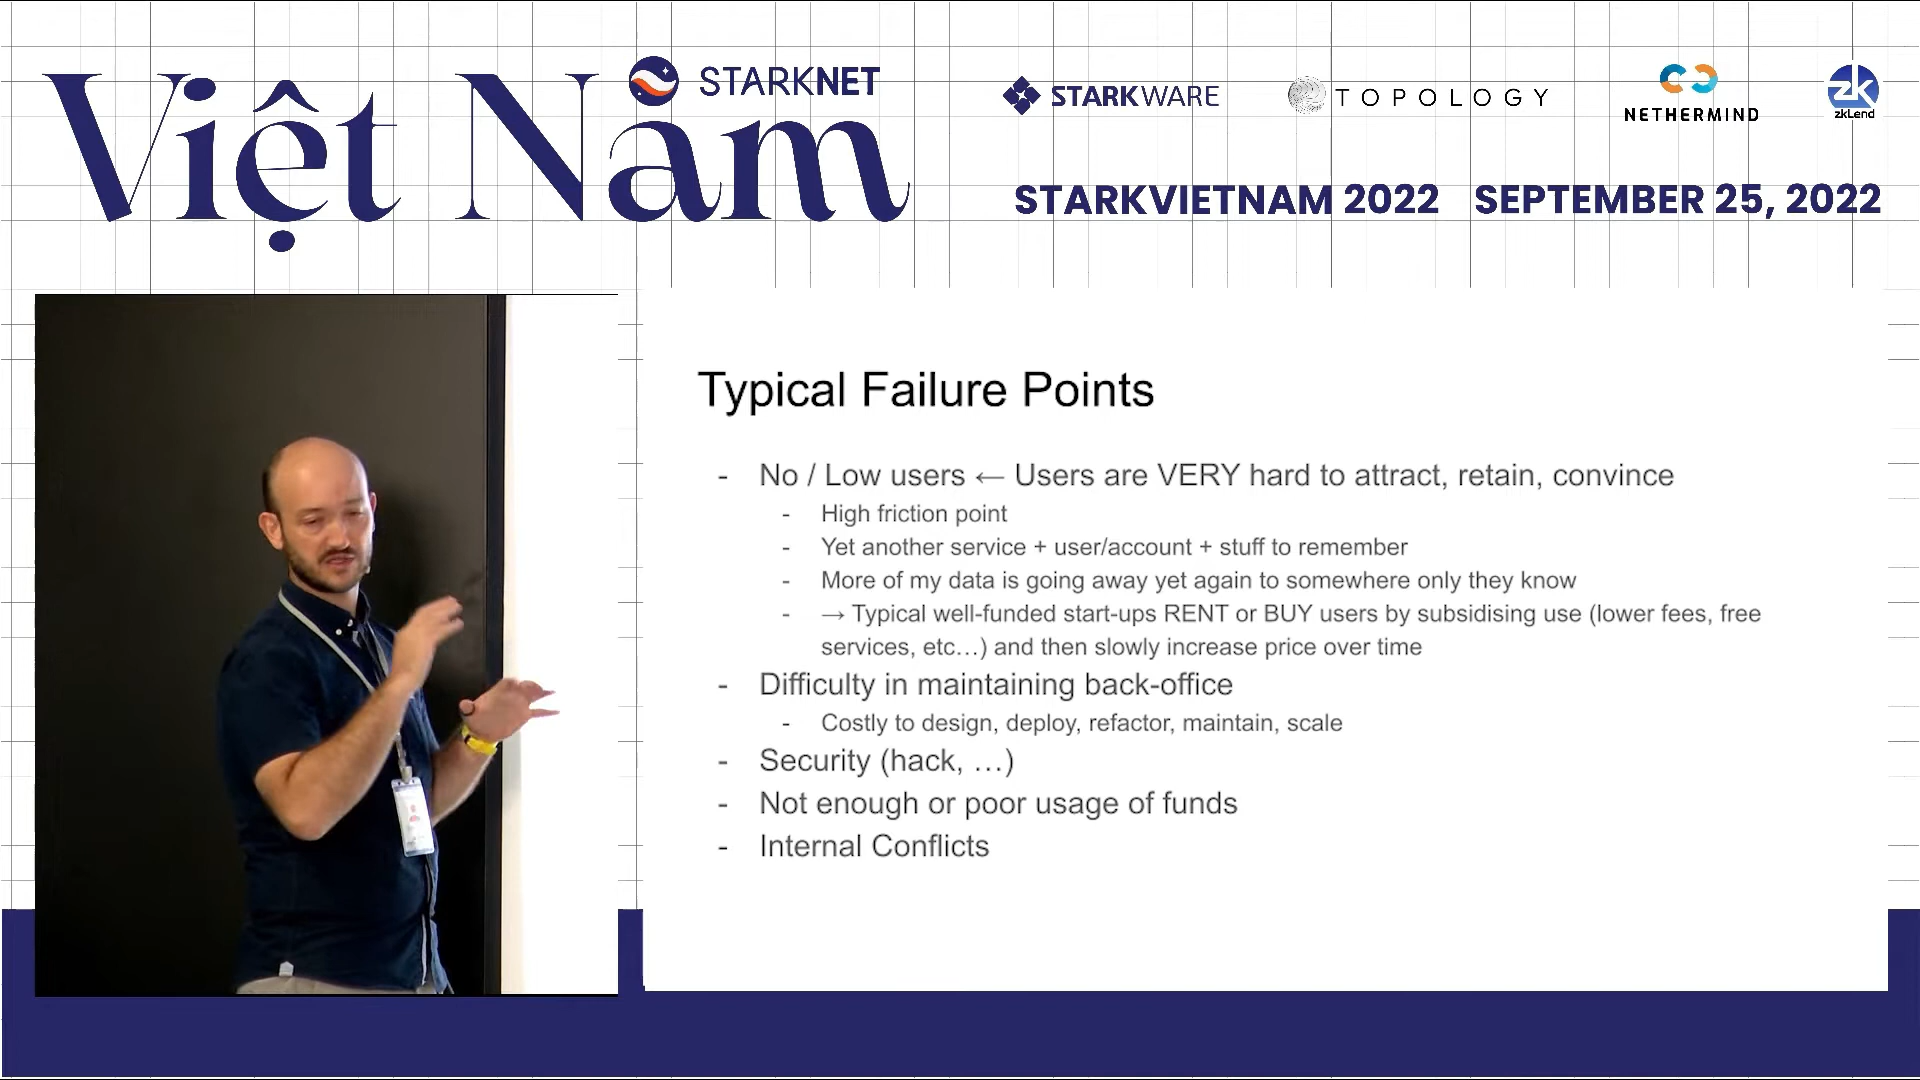 Việt Nam
STARKNET
STARKWARE
TOPOLOGY
NETHERMIND
zk
zkLend
STARKVIETNAM 2022 SEPTEMBER 25, 2022
Typical Failure Points
- No / Low users ← Users are VERY hard to attract, retain, convince
- High friction point
- Yet another service + user/account + stuff to remember
- More of my data is going away yet again to somewhere only they know
- → Typical well-funded start-ups RENT or BUY users by subsidising use (lower fees, free
services, etc…) and then slowly increase price over time
- Difficulty in maintaining back-office
- Costly to design, deploy, refactor, maintain, scale
- Security (hack, …)
- Not enough or poor usage of funds
- Internal Conflicts